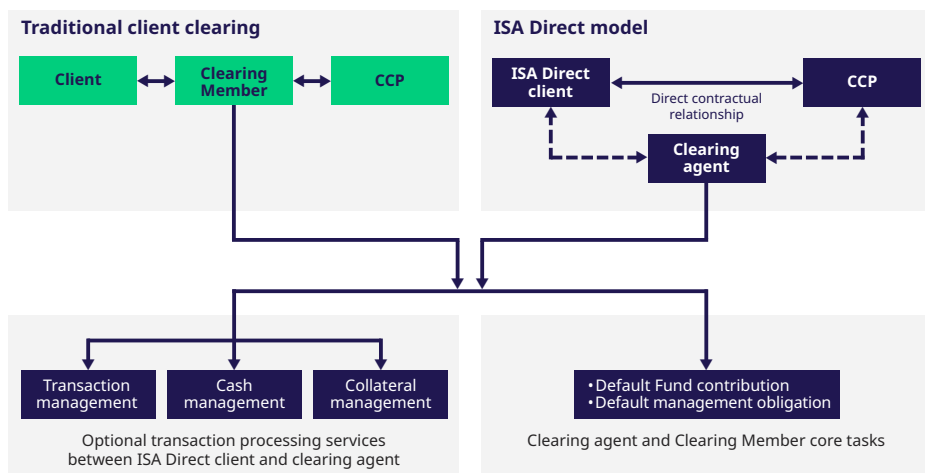 Traditional client clearing
Client
Clearing
Member
CCP
ISA Direct model
ISA Direct
client
CCP
Direct contractual
relationship
Clearing
agent
Transaction
management
Cash
management
Collateral
management
Optional transaction processing services
between ISA Direct client and clearing agent
•Default Fund contribution
•Default management obligation
Clearing agent and Clearing Member core tasks